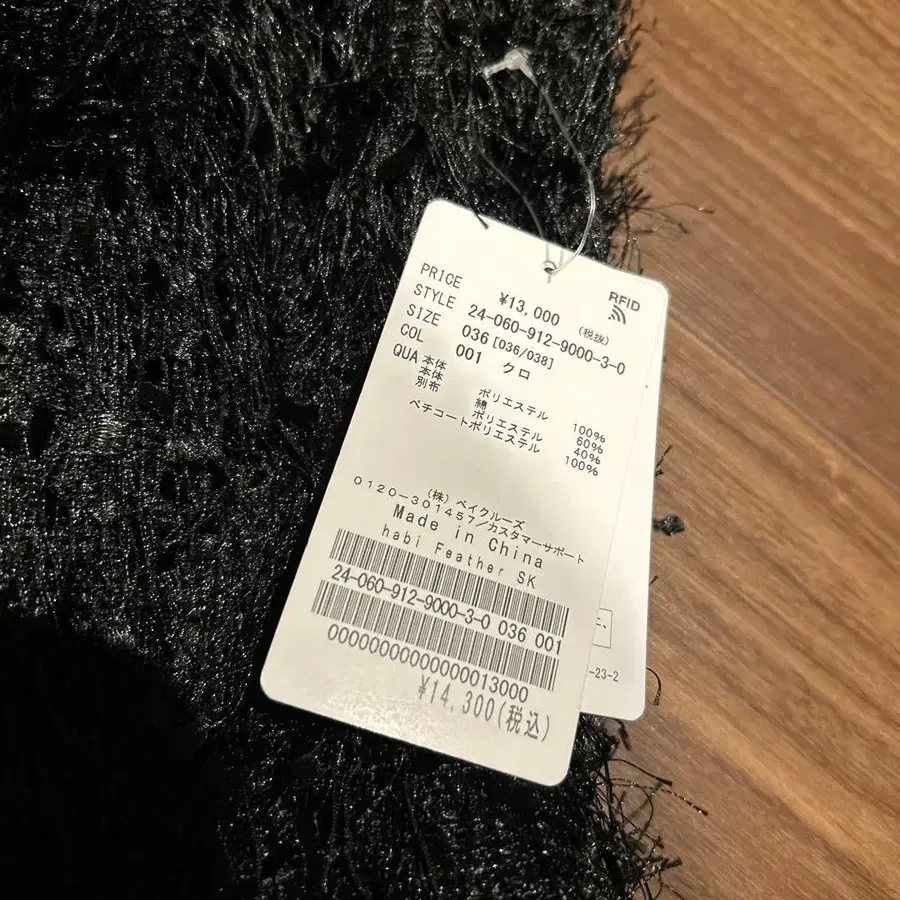 RFID
PRICE ¥13,000 (税抜)
STYLE 24-060-912-9000-3-0
SIZE 036[036/038]
COL 001 クロ
QUA 本体 ポリエステル 100%
本体 綿 60%
別布 ポリエステル 40%
ペチコートポリエステル 100%
(株)ベイクルーズ
0120-301457/カスタマーサポート
Made in China
habi Feather SK
24-060-912-9000-3-0 036 001
0000000000000013000
¥14,300(税込)
-23-2